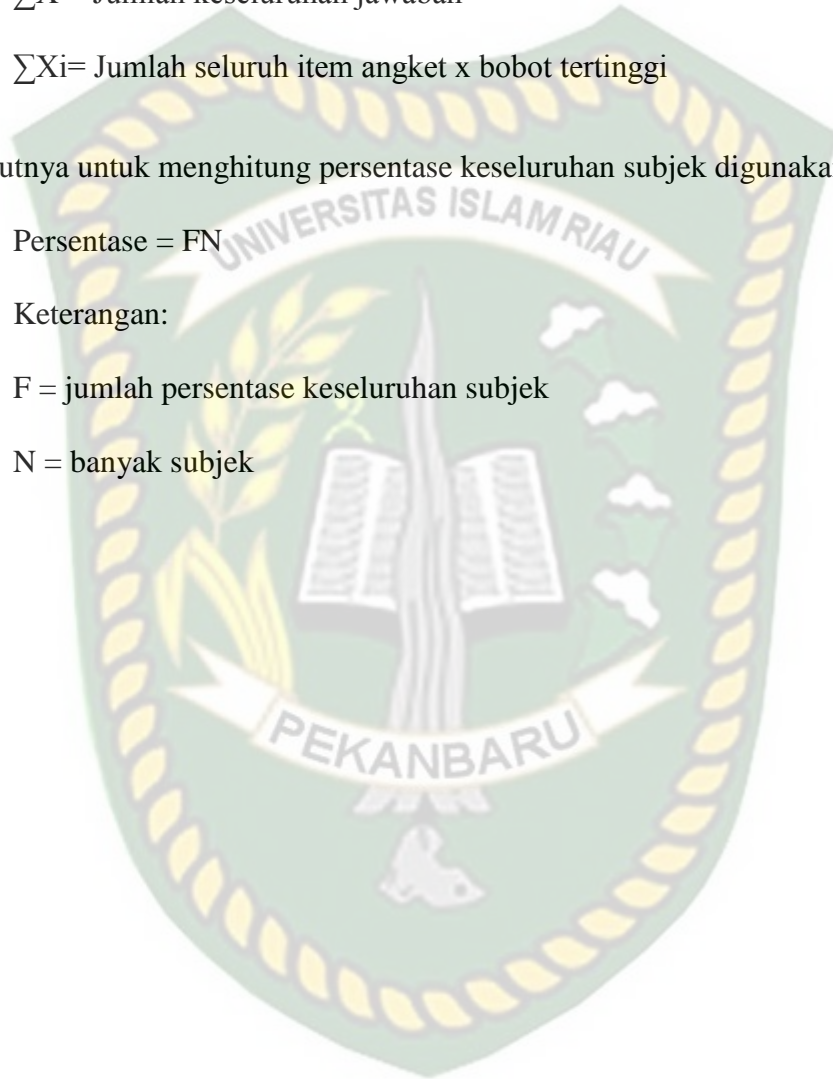 ∑Xi= Jumlah seluruh item angket x bobot tertinggi
digunaka
untuk menghitung persentase keseluruhan subjek
Persentase = FN
Keterangan:
F = jumlah persentase keseluruhan subjek
N = banyak subjek
UNIVERSITAS ISLAM RIAU
PEKANBARU